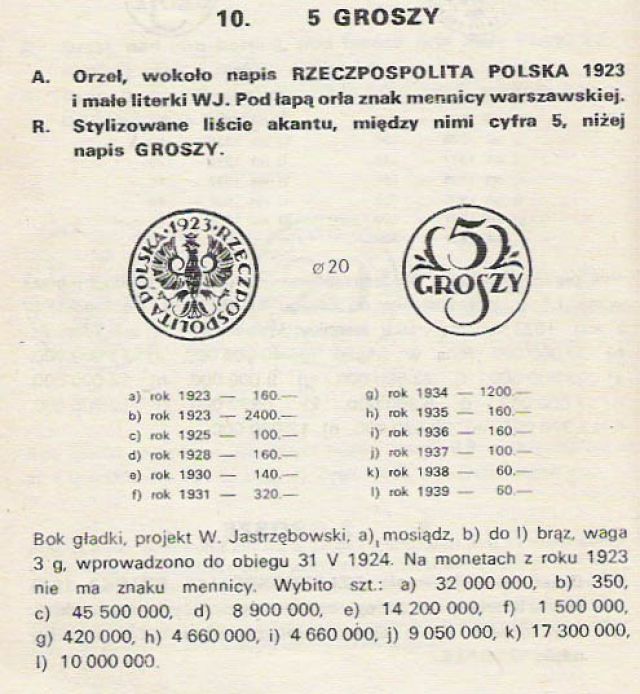 10. 5 GROSZY
A. Orzeł, wokoło napis RZECZPOSPOLITA POLSKA 1923
i małe literki WJ. Pod łapą orła znak mennicy warszawskiej.
R. Stylizowane liście akantu, między nimi cyfra 5, niżej
napis GROSZY.
1923 · RZECZPOSPOLITA POLSKA
ø 20
5
GROSZY
a) rok 1923 — 160.—
b) rok 1923 — 2400.—
c) rok 1925 — 100.—
d) rok 1928 — 160.—
e) rok 1930 — 140.—
f) rok 1931 — 320.—
g) rok 1934 — 1200.—
h) rok 1935 — 160.—
i) rok 1936 — 160.—
j) rok 1937 — 100.—
k) rok 1938 — 60.—
l) rok 1939 — 60.—
Bok gładki, projekt W. Jastrzębowski, a) mosiądz, b) do l) brąz, waga
3 g, wprowadzono do obiegu 31 V 1924. Na monetach z roku 1923
nie ma znaku mennicy. Wybito szt.: a) 32 000 000, b) 350,
c) 45 500 000, d) 8 900 000, e) 14 200 000, f) 1 500 000,
g) 420 000, h) 4 660 000, i) 4 660 000, j) 9 050 000, k) 17 300 000,
l) 10 000 000.